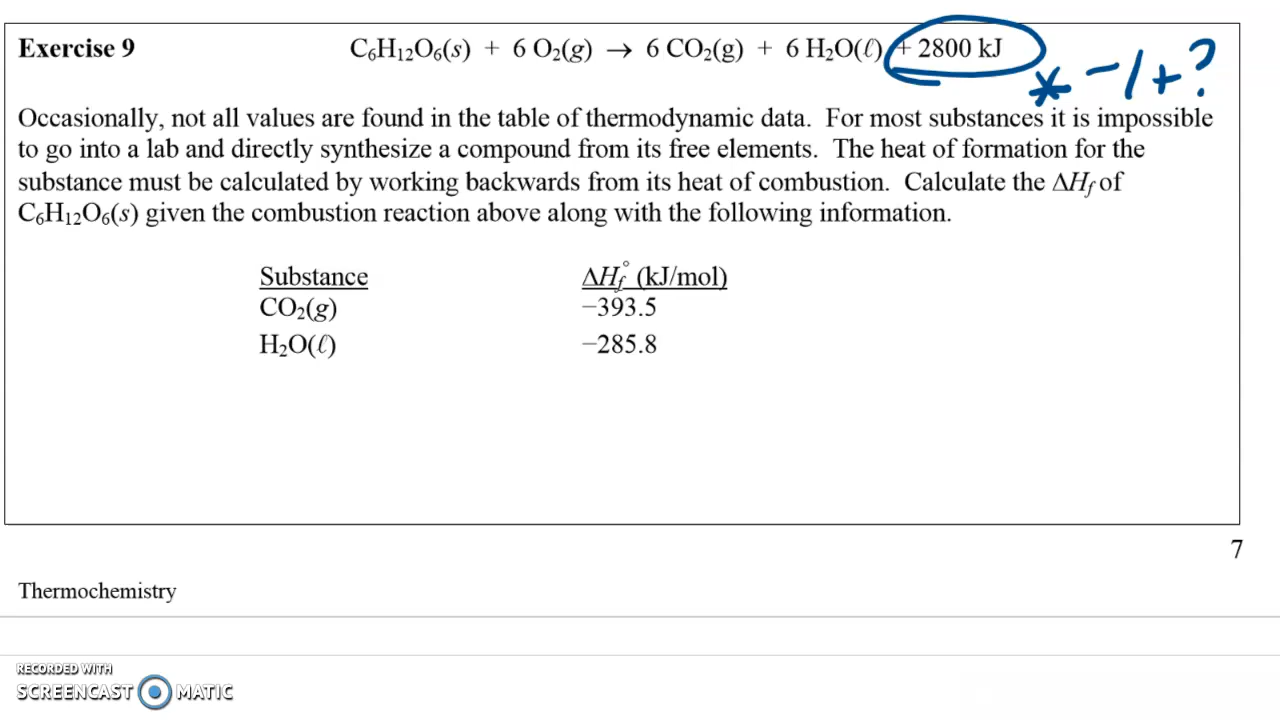 Exercise 9 C₆H₁₂O₆(s) + 6 O₂(g) → 6 CO₂(g) + 6 H₂O(ℓ) + 2800 kJ
* - / + ?
Occasionally, not all values are found in the table of thermodynamic data. For most substances it is impossible
to go into a lab and directly synthesize a compound from its free elements. The heat of formation for the
substance must be calculated by working backwards from its heat of combustion. Calculate the ΔHf of
C₆H₁₂O₆(s) given the combustion reaction above along with the following information.
Substance ΔHf° (kJ/mol)
CO₂(g) −393.5
H₂O(ℓ) −285.8
7
Thermochemistry
RECORDED WITH
SCREENCAST MATIC